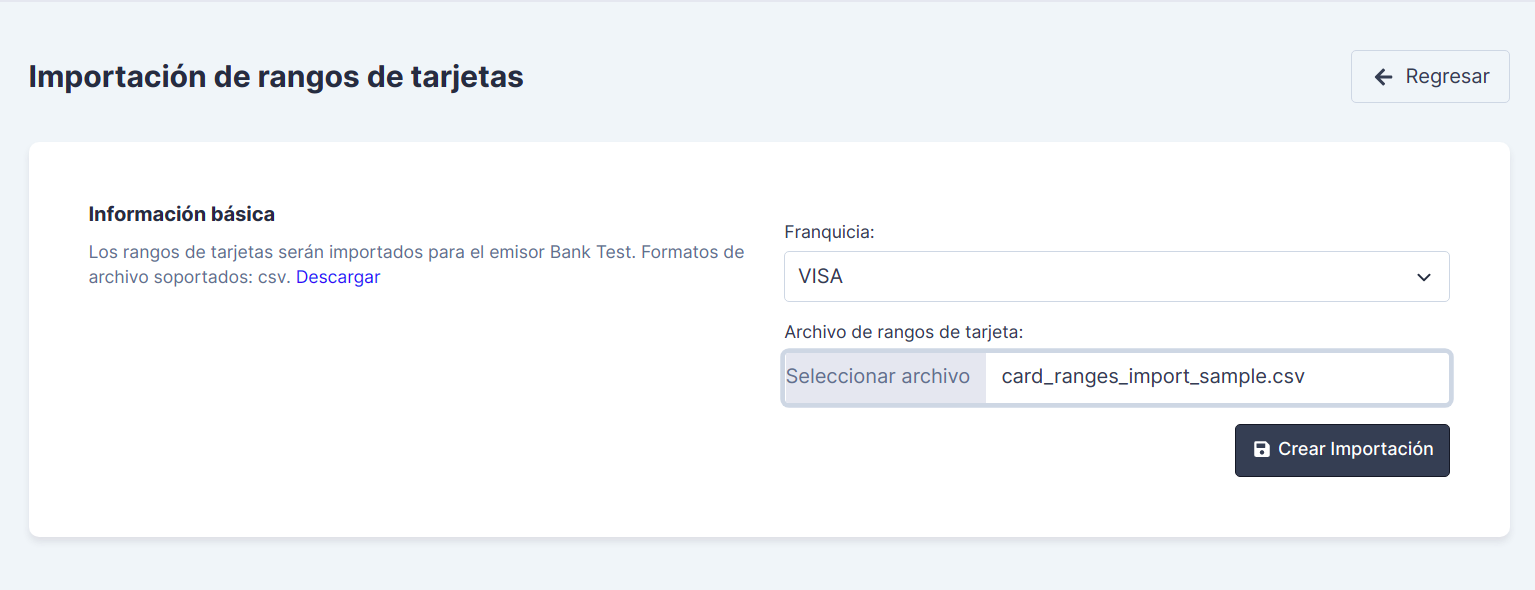 Importación de rangos de tarjetas
Regresar
Información básica
Los rangos de tarjetas serán importados para el emisor Bank Test. Formatos de
archivo soportados: csv. Descargar
Franquicia:
VISA
Archivo de rangos de tarjeta:
Seleccionar archivo card_ranges_import_sample.csv
Crear Importación